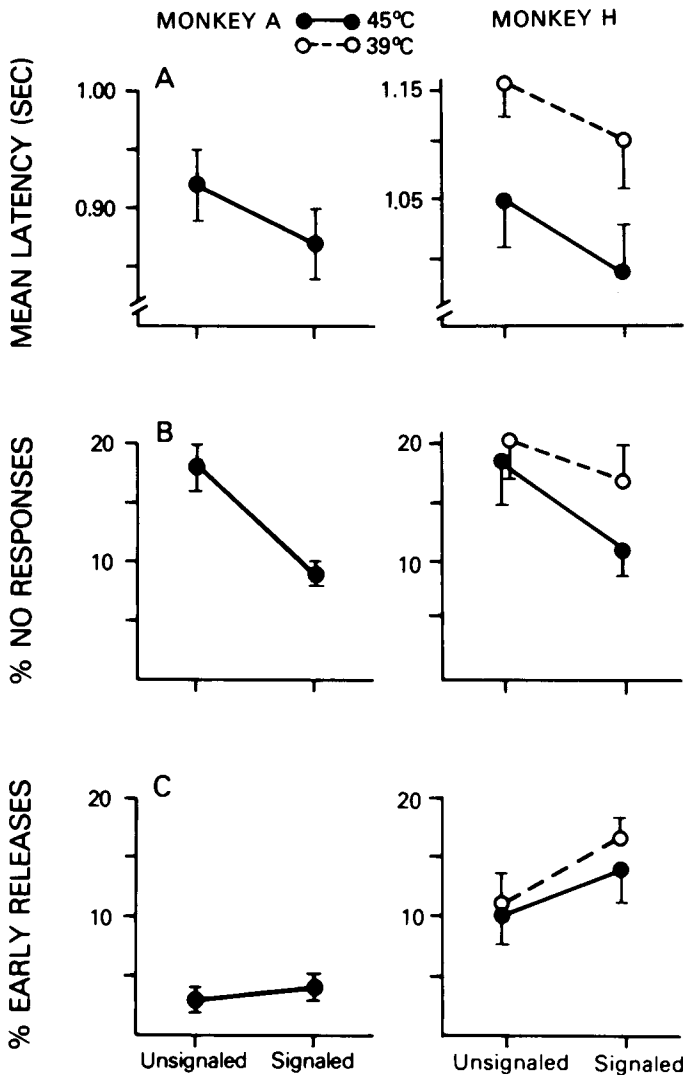 MONKEY A
45°C
39°C
MONKEY H
MEAN LATENCY (SEC)
A
1.00
0.90
1.15
1.05
% NO RESPONSES
B
20
10
20
10
% EARLY RELEASES
C
20
10
20
10
Unsignaled Signaled
Unsignaled Signaled